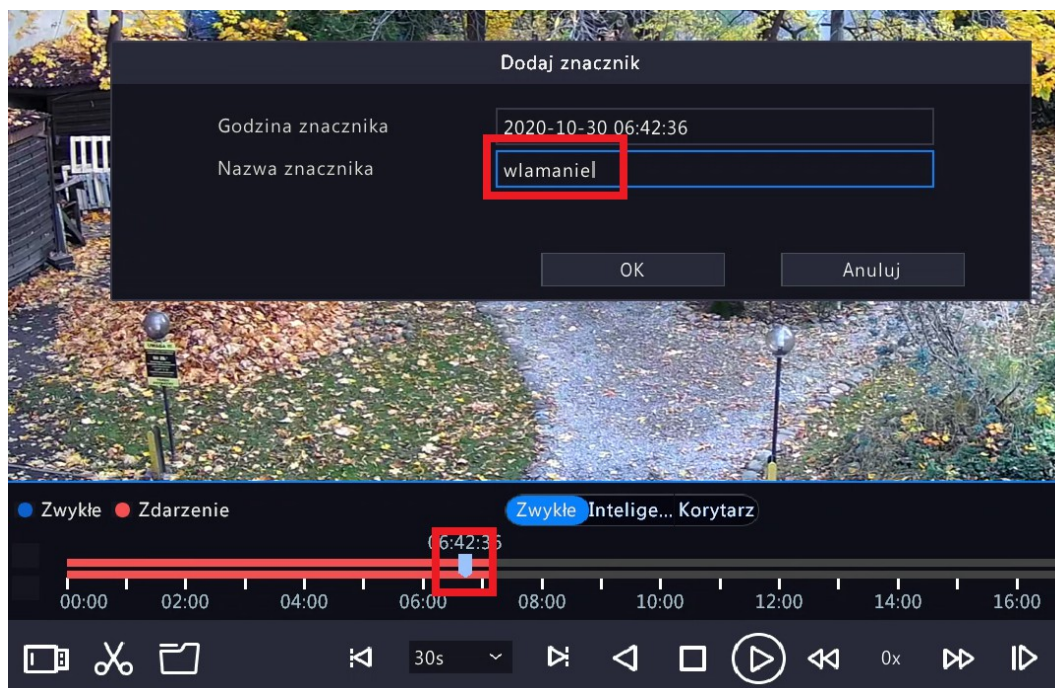 Dodaj znacznik
Godzina znacznika 2020-10-30 06:42:36
Nazwa znacznika wlamanie
OK Anuluj
Zwykłe Zdarzenie Zwykłe Intelige... Korytarz
06:42:36
00:00 02:00 04:00 06:00 08:00 10:00 12:00 14:00 16:00
30s 0x